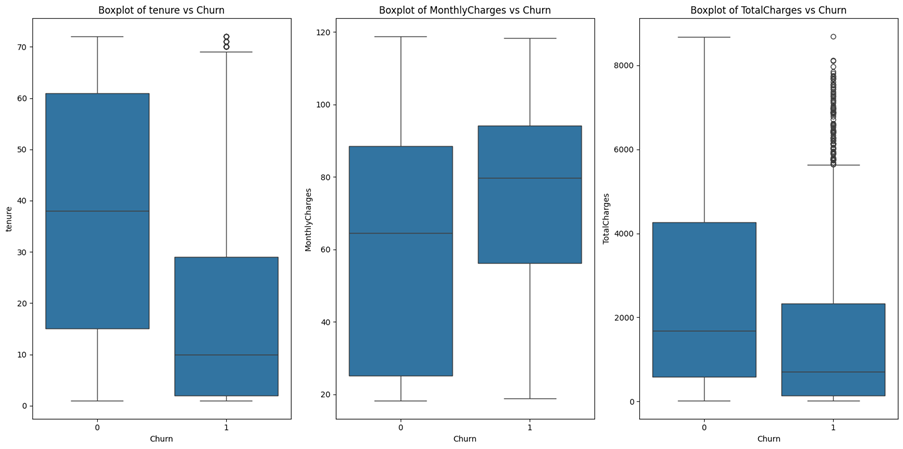 Boxplot of tenure vs Churn
70
60
50
40
30
20
10
0
tenure
0
1
Churn
Boxplot of MonthlyCharges vs Churn
120
100
80
60
40
20
MonthlyCharges
0
1
Churn
Boxplot of TotalCharges vs Churn
8000
6000
4000
2000
0
TotalCharges
0
1
Churn